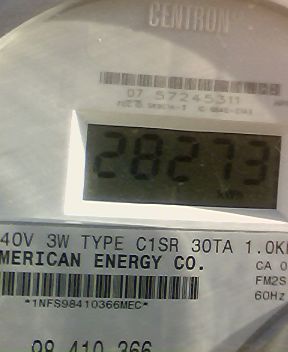 CENTRON
07 57245311
28273
40V 3W TYPE C1SR 30TA 1.0K
MERICAN ENERGY CO.
CA 0
FM2S
*1NFS98410366MEC*
60Hz
98 410 366